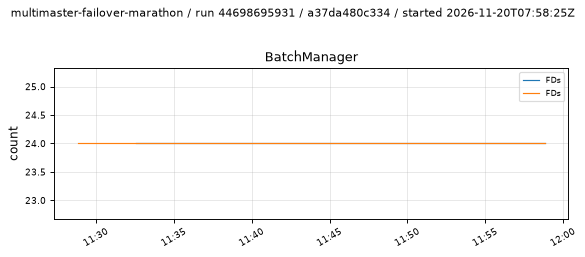 multimaster-failover-marathon / run 44698695931 / a37da480c334 / started 2026-11-20T07:58:25Z
BatchManager
FDs
FDs
count
25.0
24.5
24.0
23.5
23.0
11:30
11:35
11:40
11:45
11:50
11:55
12:00